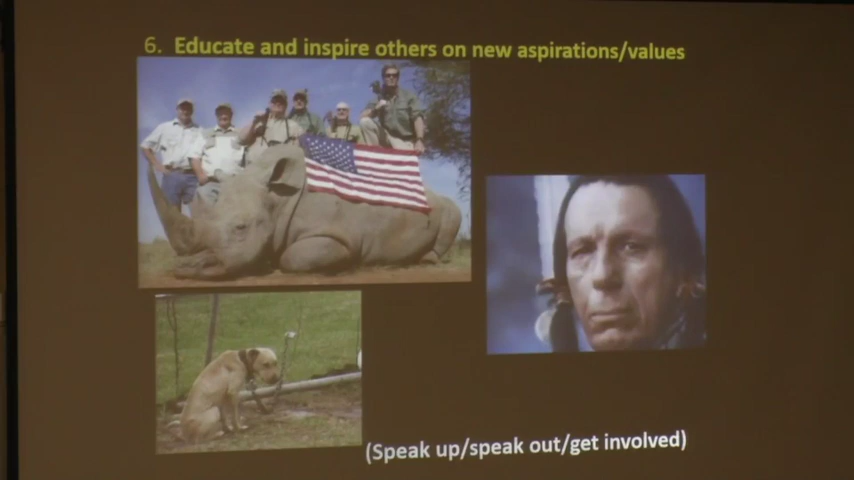 6. Educate and inspire others on new aspirations/values
(Speak up/speak out/get involved)